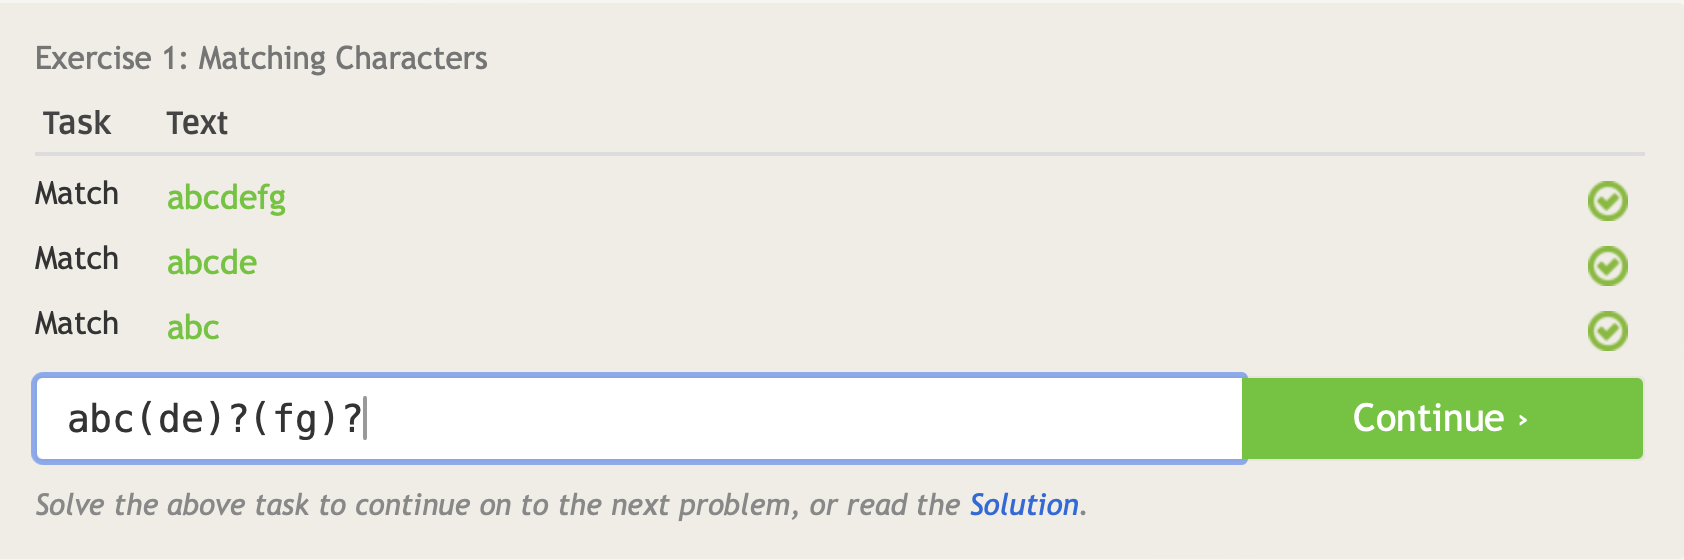 Exercise 1: Matching Characters
Task Text
Match abcdefg
Match abcde
Match abc
abc(de)?(fg)?
Continue ›
Solve the above task to continue on to the next problem, or read the Solution.